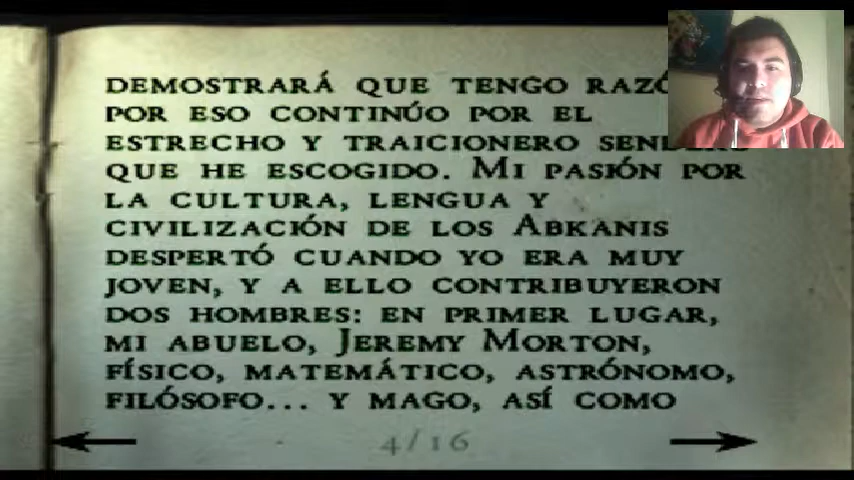 DEMOSTRARÁ QUE TENGO
POR ESO CONTINÚO POR EL
ESTRECHO Y TRAICIONERO
QUE HE ESCOGIDO. MI PASIÓN POR
LA CULTURA, LENGUA Y
CIVILIZACIÓN DE LOS ABKANIS
DESPERTÓ CUANDO YO ERA MUY
JOVEN, Y A ELLO CONTRIBUYERON
DOS HOMBRES: EN PRIMER LUGAR,
MI ABUELO, JEREMY MORTON,
FÍSICO, MATEMÁTICO, ASTRÓNOMO,
FILÓSOFO... Y MAGO, ASÍ COMO
4/16